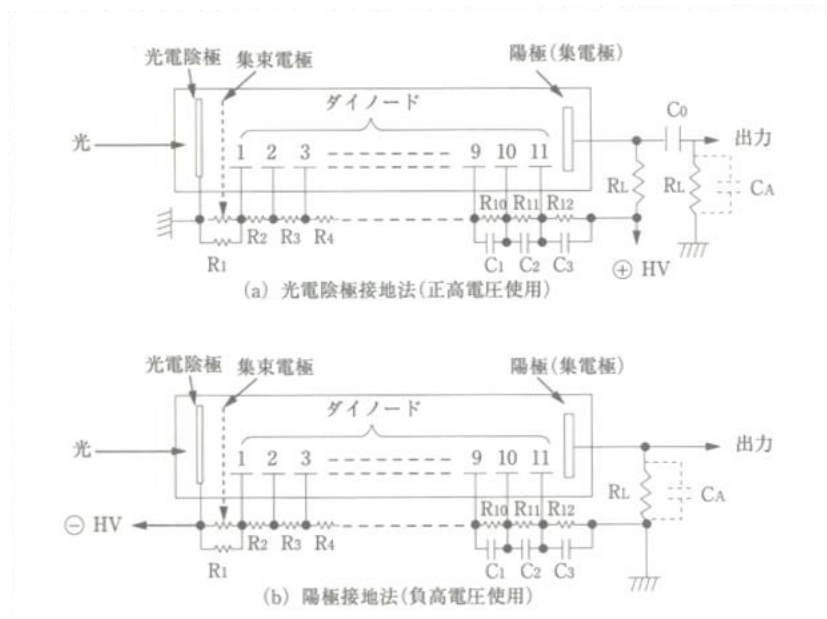 光電陰極 集束電極 陽極(集電極)
ダイノード
C0
光 出力
1 2 3 9 10 11
RL RL CA
R10 R11 R12
R2 R3 R4
R1 C1 C2 C3
⊕ HV
(a) 光電陰極接地法(正高電圧使用)
光電陰極 集束電極 陽極(集電極)
ダイノード
光 出力
1 2 3 9 10 11
RL CA
R10 R11 R12
⊖ HV
R2 R3 R4
R1 C1 C2 C3
(b) 陽極接地法(負高電圧使用)